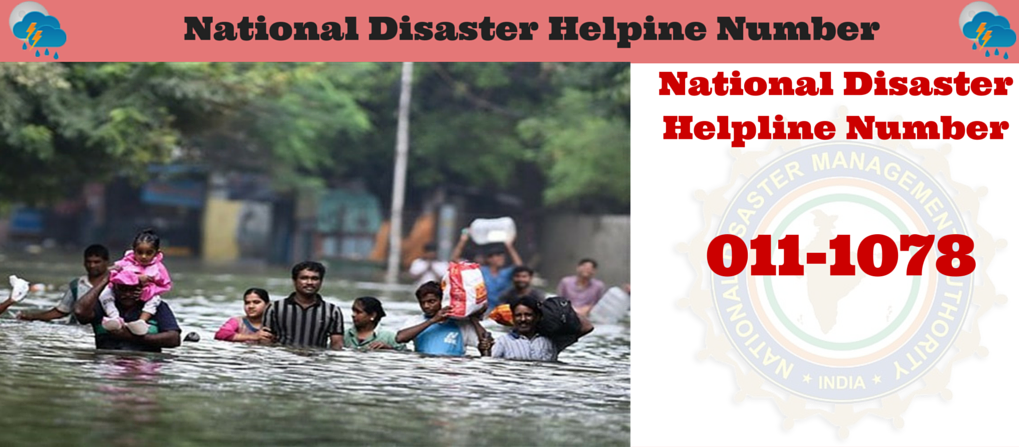 National Disaster Helpine Number
National Disaster
Helpline Number
011-1078
NATIONAL DISASTER MANAGEMENT AUTHORITY
★ INDIA ★